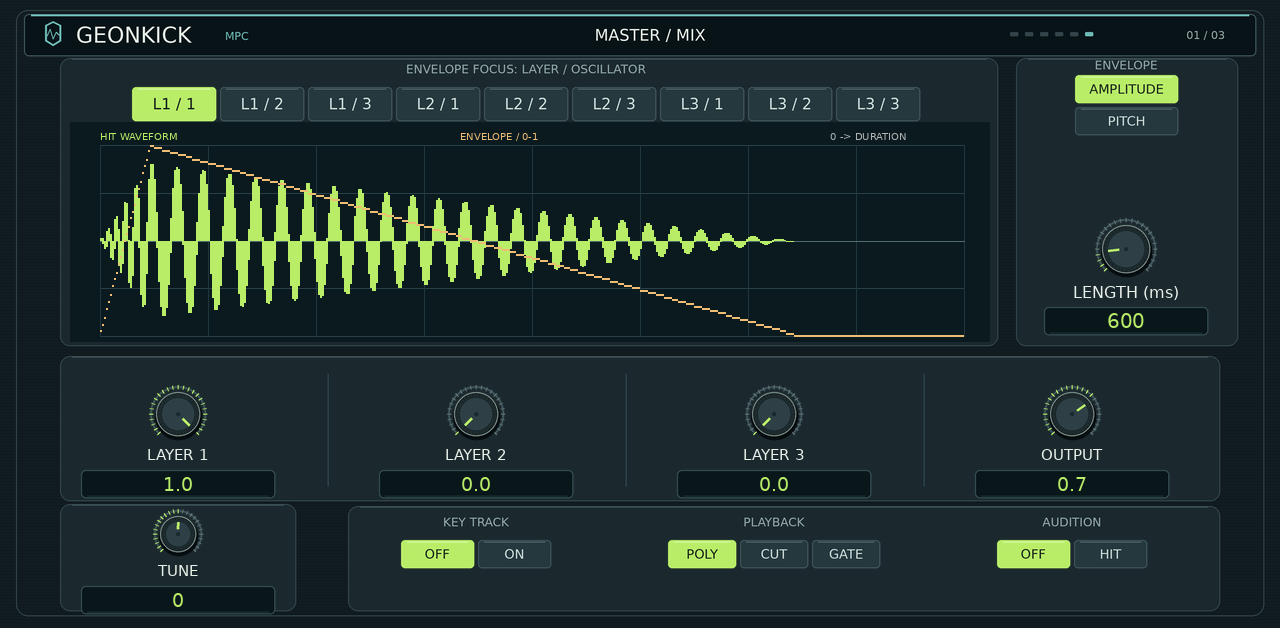 GEONKICK MPC MASTER / MIX 01 / 03
ENVELOPE FOCUS: LAYER / OSCILLATOR
L1 / 1 L1 / 2 L1 / 3 L2 / 1 L2 / 2 L2 / 3 L3 / 1 L3 / 2 L3 / 3
HIT WAVEFORM ENVELOPE / 0-1 0 -> DURATION
ENVELOPE
AMPLITUDE
PITCH
LENGTH (ms)
600
LAYER 1 LAYER 2 LAYER 3 OUTPUT
1.0 0.0 0.0 0.7
TUNE
0
KEY TRACK PLAYBACK AUDITION
OFF ON POLY CUT GATE OFF HIT